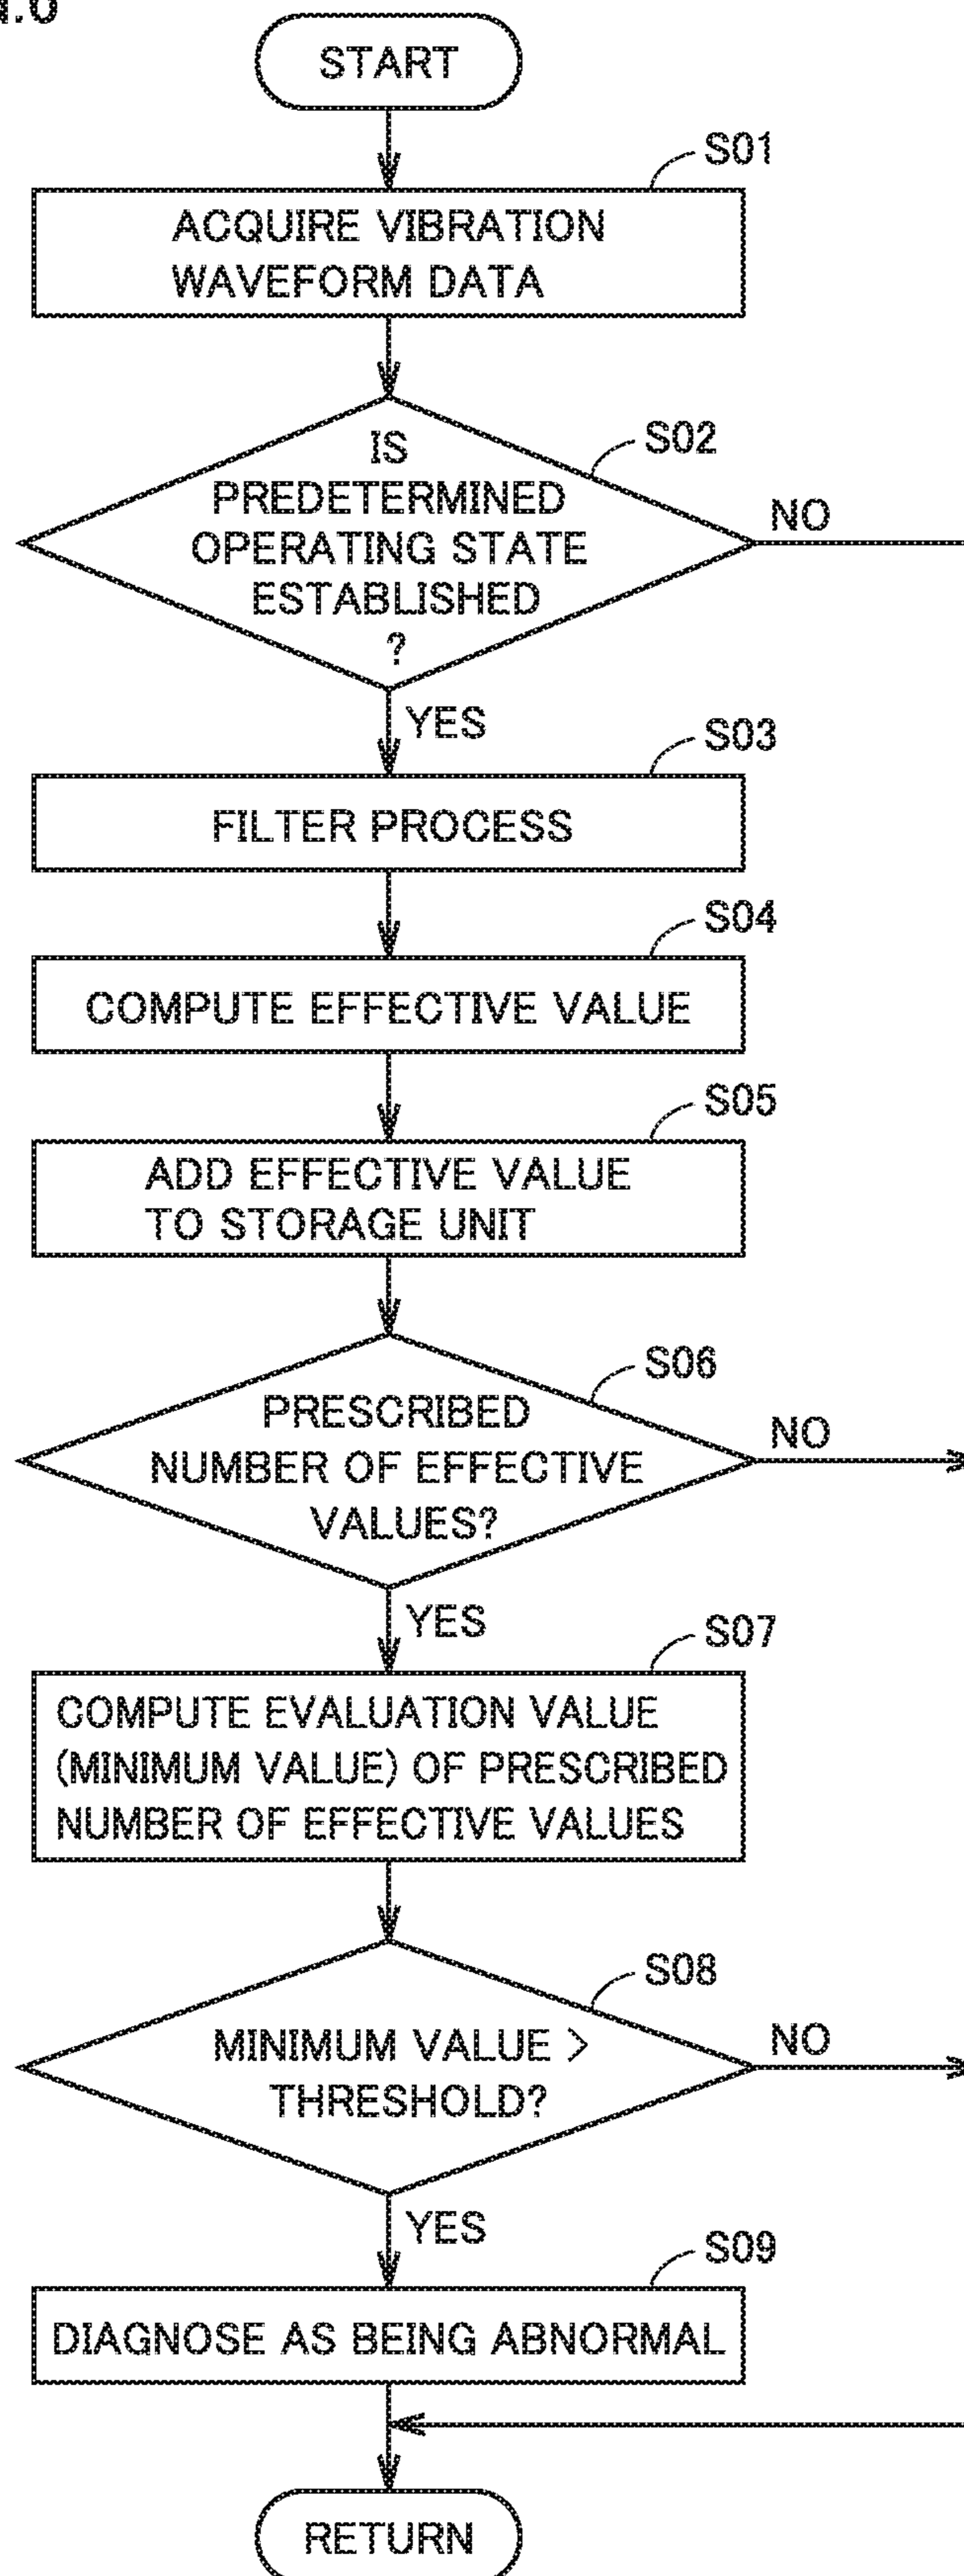 START
S01
ACQUIRE VIBRATION
WAVEFORM DATA
S02
IS
PREDETERMINED
OPERATING STATE
ESTABLISHED
?
NO
YES
S03
FILTER PROCESS
S04
COMPUTE EFFECTIVE VALUE
S05
ADD EFFECTIVE VALUE
TO STORAGE UNIT
S06
PRESCRIBED
NUMBER OF EFFECTIVE
VALUES?
NO
YES
S07
COMPUTE EVALUATION VALUE
(MINIMUM VALUE) OF PRESCRIBED
NUMBER OF EFFECTIVE VALUES
S08
MINIMUM VALUE >
THRESHOLD?
NO
YES
S09
DIAGNOSE AS BEING ABNORMAL
RETURN